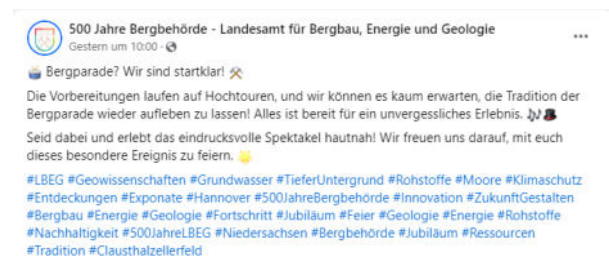 500 Jahre Bergbehörde - Landesamt für Bergbau, Energie und Geologie
Gestern um 10:00 ·
🥁 Bergparade? Wir sind startklar! ⚒️
Die Vorbereitungen laufen auf Hochtouren, und wir können es kaum erwarten, die Tradition der
Bergparade wieder aufleben zu lassen! Alles ist bereit für ein unvergessliches Erlebnis. 🎶🎩
Seid dabei und erlebt das eindrucksvolle Spektakel hautnah! Wir freuen uns darauf, mit euch
dieses besondere Ereignis zu feiern.
#LBEG #Geowissenschaften #Grundwasser #TieferUntergrund #Rohstoffe #Moore #Klimaschutz
#Entdeckungen #Exponate #Hannover #500JahreBergbehörde #Innovation #ZukunftGestalten
#Bergbau #Energie #Geologie #Fortschritt #Jubiläum #Feier #Geologie #Energie #Rohstoffe
#Nachhaltigkeit #500JahreLBEG #Niedersachsen #Bergbehörde #Jubiläum #Ressourcen
#Tradition #Clausthalzellerfeld